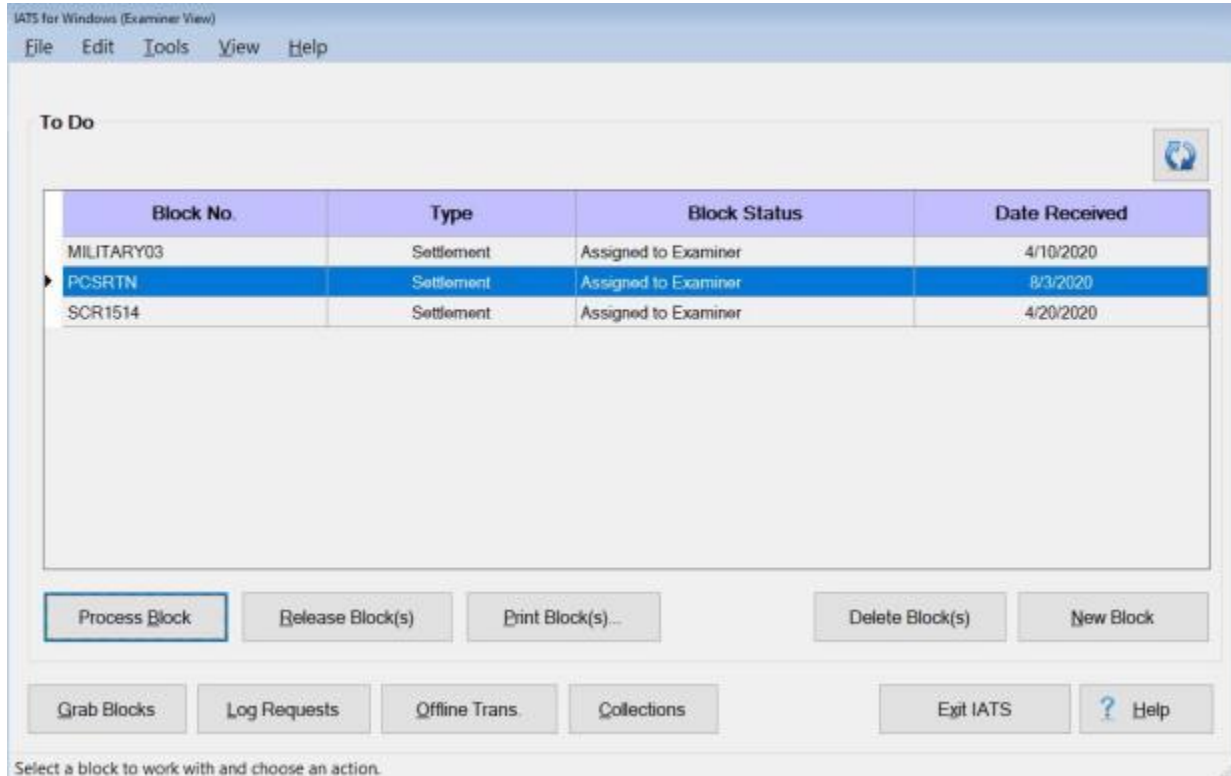 IATS for Windows (Examiner View)
File Edit Tools View Help
To Do
Block No. Type Block Status Date Received
MILITARY03 Settlement Assigned to Examiner 4/10/2020
PCSRTN Settlement Assigned to Examiner 8/3/2020
SCR1514 Settlement Assigned to Examiner 4/20/2020
Process Block Release Block(s) Print Block(s)... Delete Block(s) New Block
Grab Blocks Log Requests Offline Trans. Collections Exit IATS ? Help
Select a block to work with and choose an action.